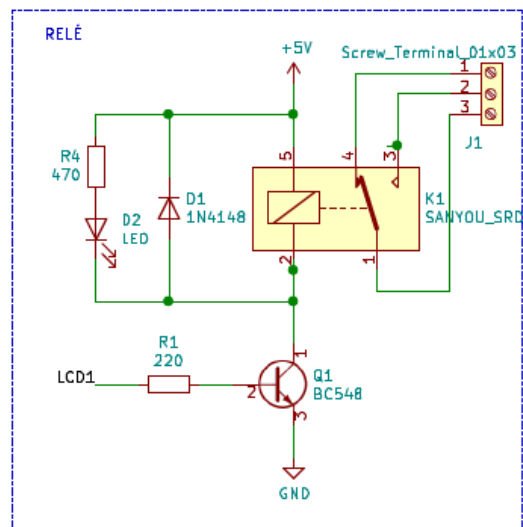 RELÉ
+5V
Screw_Terminal_01x03
1
2
3
J1
R4
470
D2
LED
D1
1N4148
5
4
3
K1
SANYOU_SRD
2
1
R1
220
LCD1
1
2
Q1
BC548
3
GND